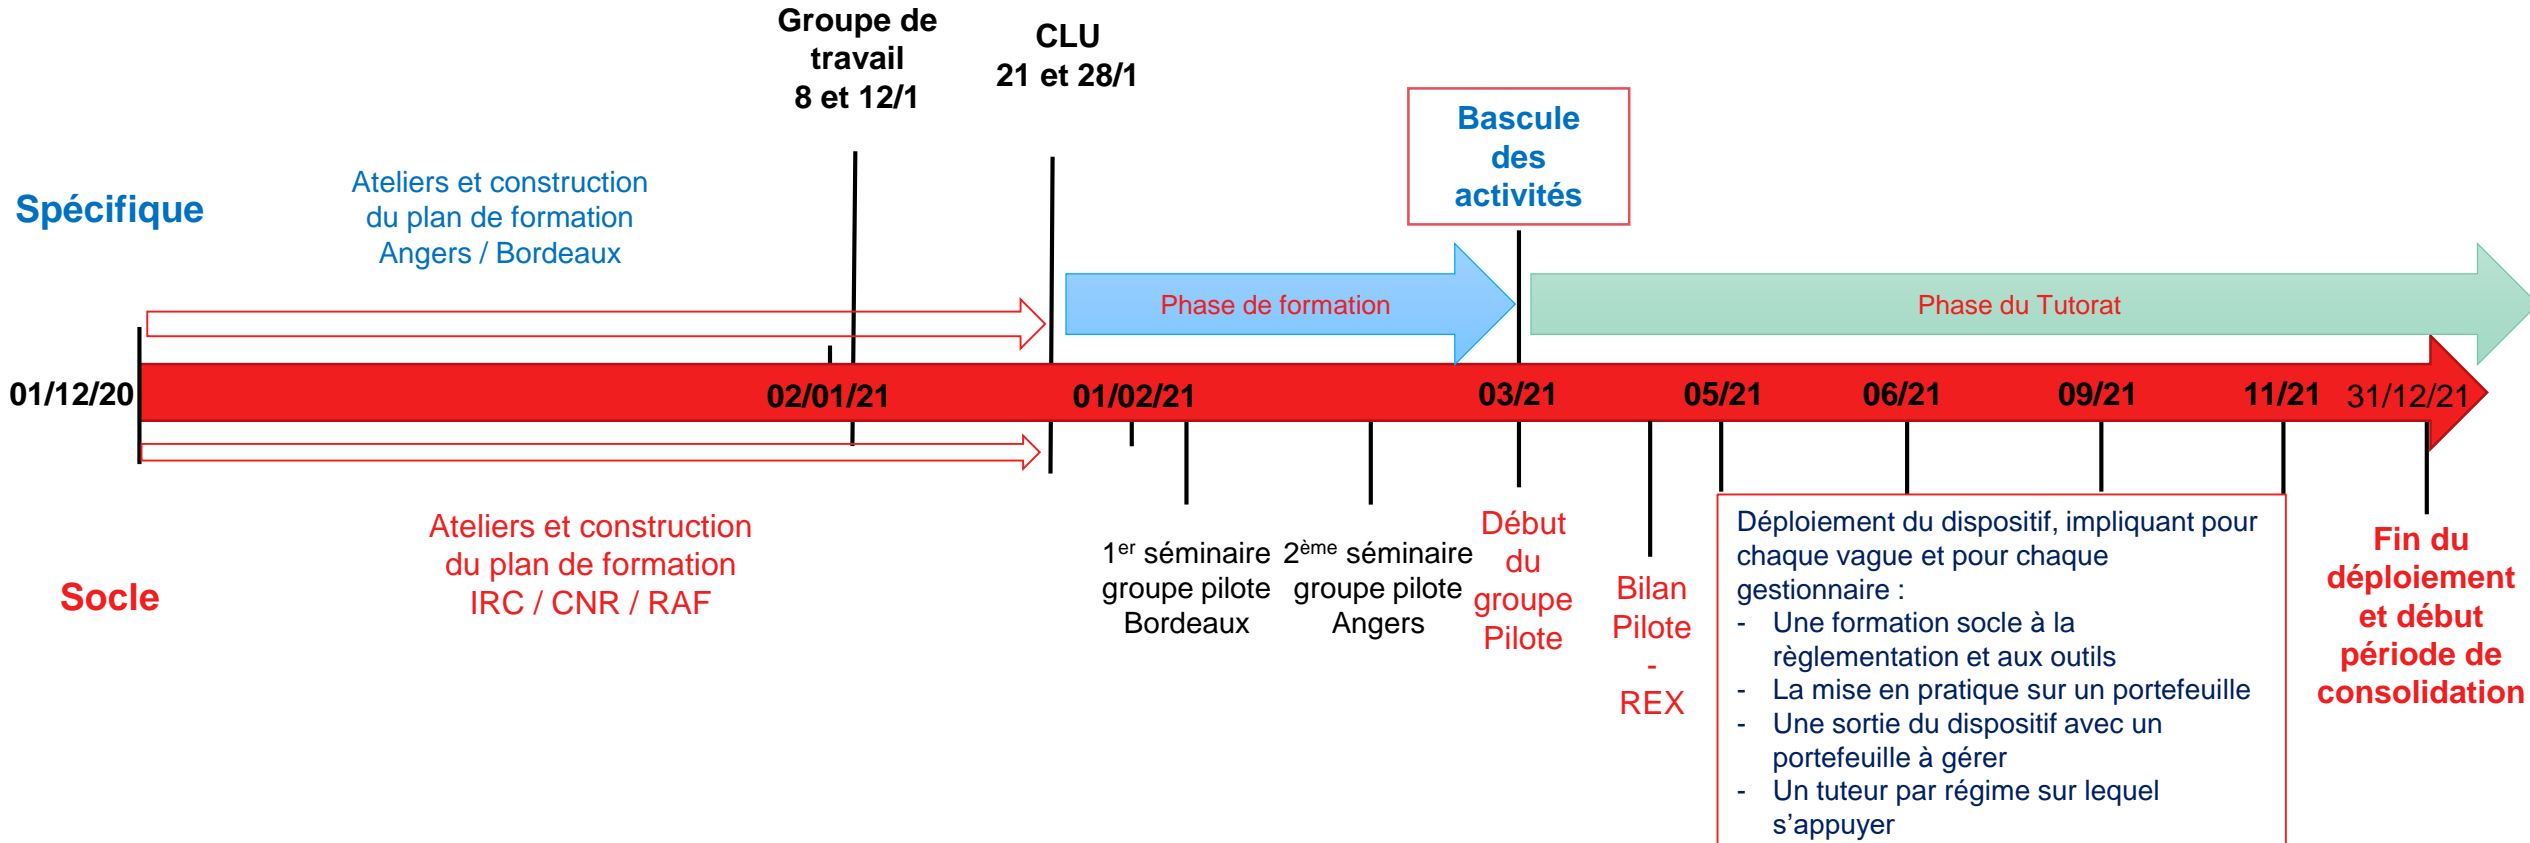 Groupe de
travail
8 et 12/1
CLU
21 et 28/1
Bascule
des
activités
Spécifique
Ateliers et construction
du plan de formation
Angers / Bordeaux
Phase de formation
Phase du Tutorat
01/12/20
02/01/21
01/02/21
03/21
05/21
06/21
09/21
11/21
31/12/21
Socle
Ateliers et construction
du plan de formation
IRC / CNR / RAF
1er séminaire
groupe pilote
Bordeaux
2ème séminaire
groupe pilote
Angers
Début
du
groupe
Pilote
Bilan
Pilote
-
REX
Déploiement du dispositif, impliquant pour
chaque vague et pour chaque
gestionnaire :
- Une formation socle à la
règlementation et aux outils
- La mise en pratique sur un portefeuille
- Une sortie du dispositif avec un
portefeuille à gérer
- Un tuteur par régime sur lequel
s’appuyer
Fin du
déploiement
et début
période de
consolidation